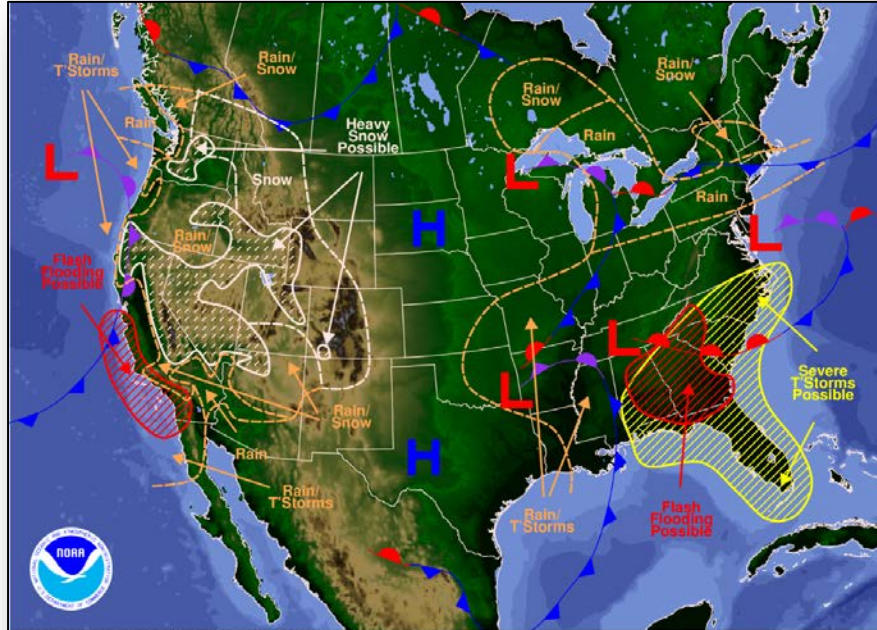 Rain/
T'Storms
Rain/
Snow
Rain
Heavy
Snow
Possible
Snow
Rain/
Snow
Flash
Flooding
Possible
L
H
Rain/
Snow
Rain
Rain/
Snow
L
Rain
L
Severe
T'Storms
Possible
L
L
H
Rain/
Snow
Rain
Rain/
T'Storms
Rain/
T'Storms
Flash
Flooding
Possible
NOAA